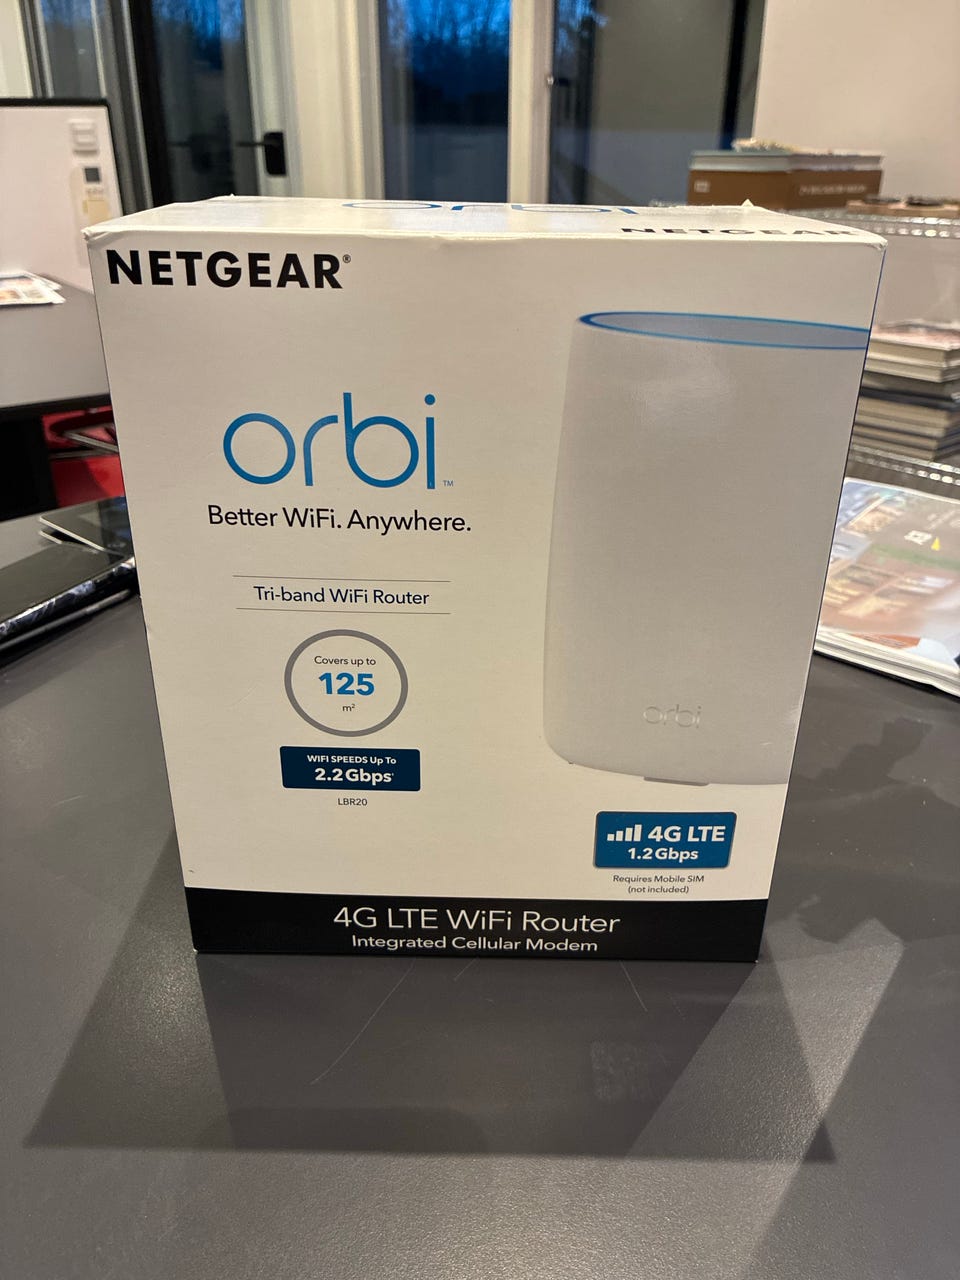 orbi
NETGEAR
NETGEAR®
orbi™
Better WiFi. Anywhere.
Tri-band WiFi Router
Covers up to
125
m²
WIFI SPEEDS Up To
2.2Gbps*
LBR20
orbi
4G LTE
1.2Gbps
Requires Mobile SIM
(not included)
4G LTE WiFi Router
Integrated Cellular Modem